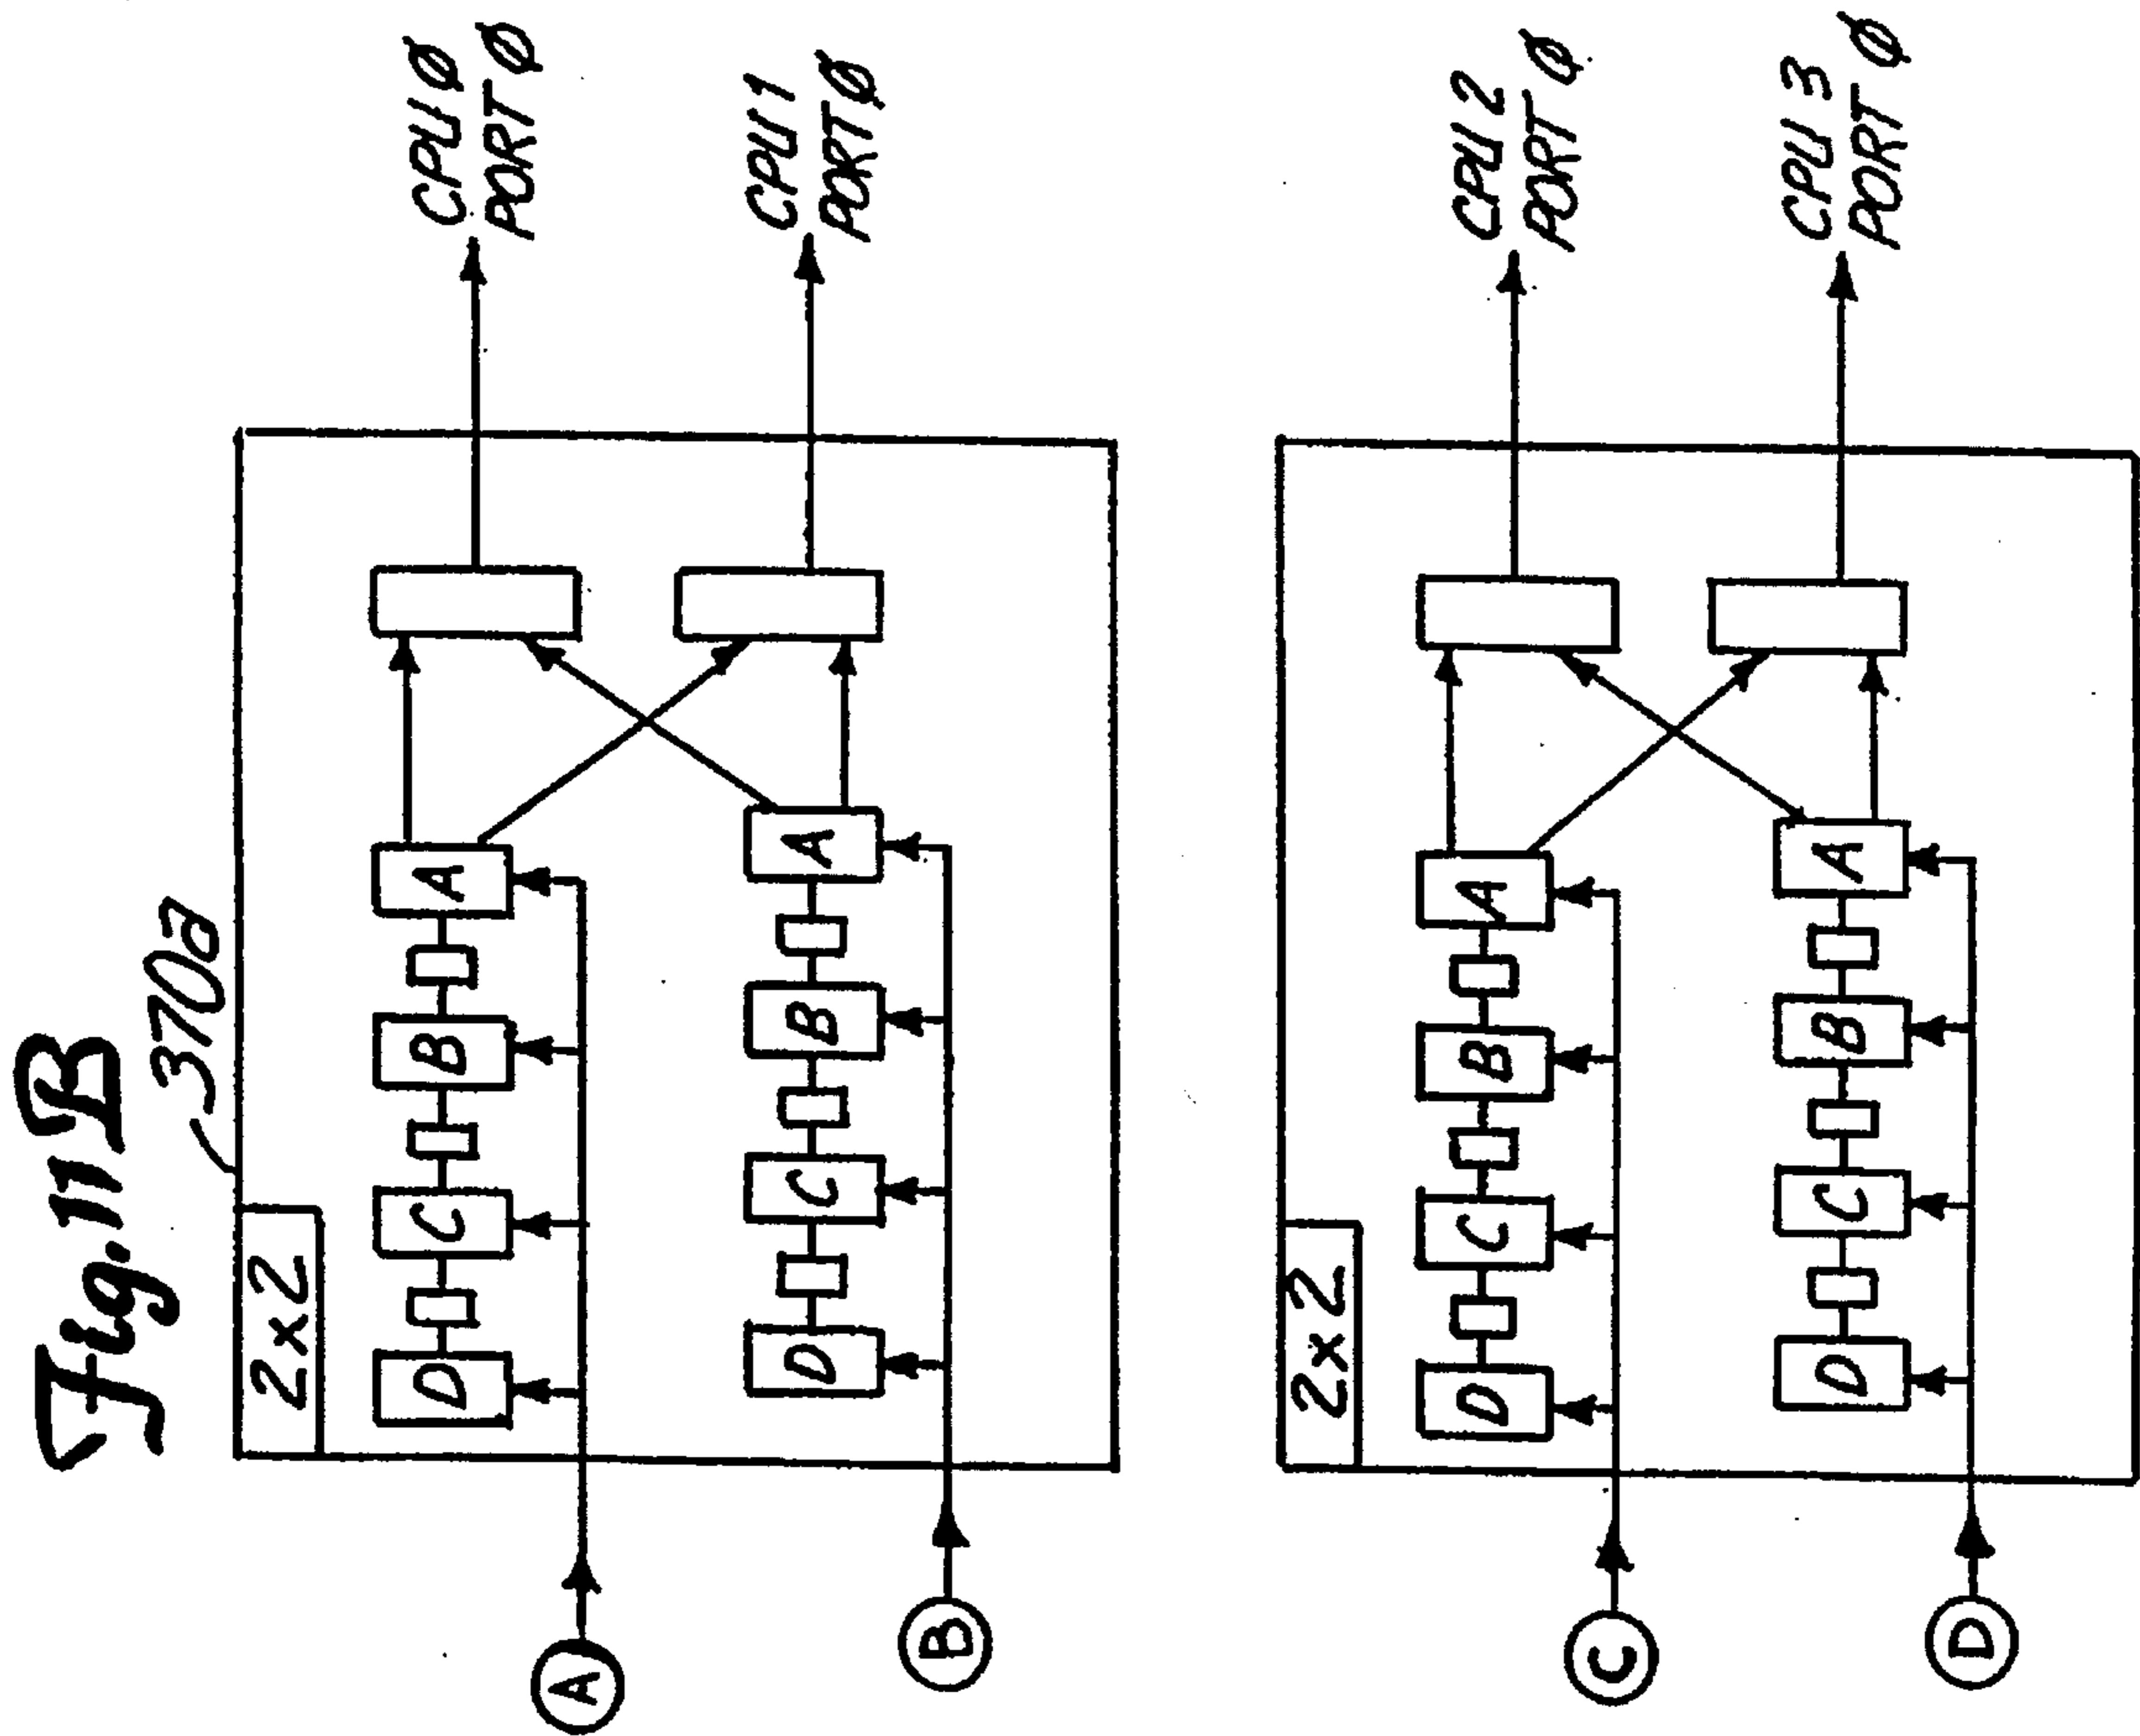 Fig. 11B
370a
2x2
D C B A
D C B A
CPU Ø
PORT Ø
CPU 1
PORT Ø
A
B
2x2
D C B A
D C B A
CPU 2
PORT Ø
CPU 3
PORT Ø
C
D